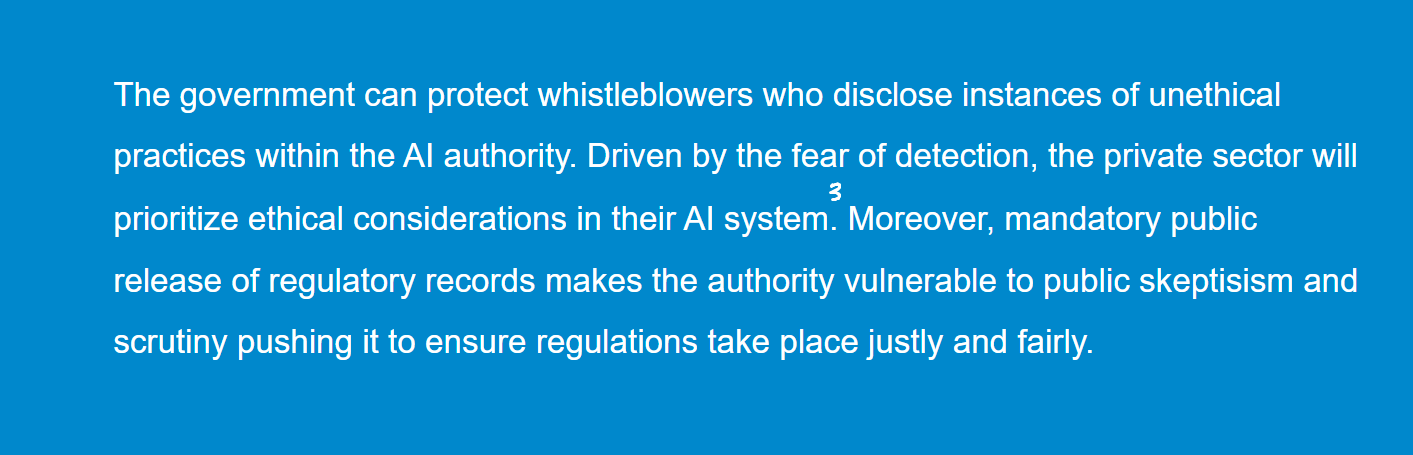 The government can protect whistleblowers who disclose instances of unethical
practices within the AI authority. Driven by the fear of detection, the private sector will
prioritize ethical considerations in their AI system.³ Moreover, mandatory public
release of regulatory records makes the authority vulnerable to public skeptisism and
scrutiny pushing it to ensure regulations take place justly and fairly.